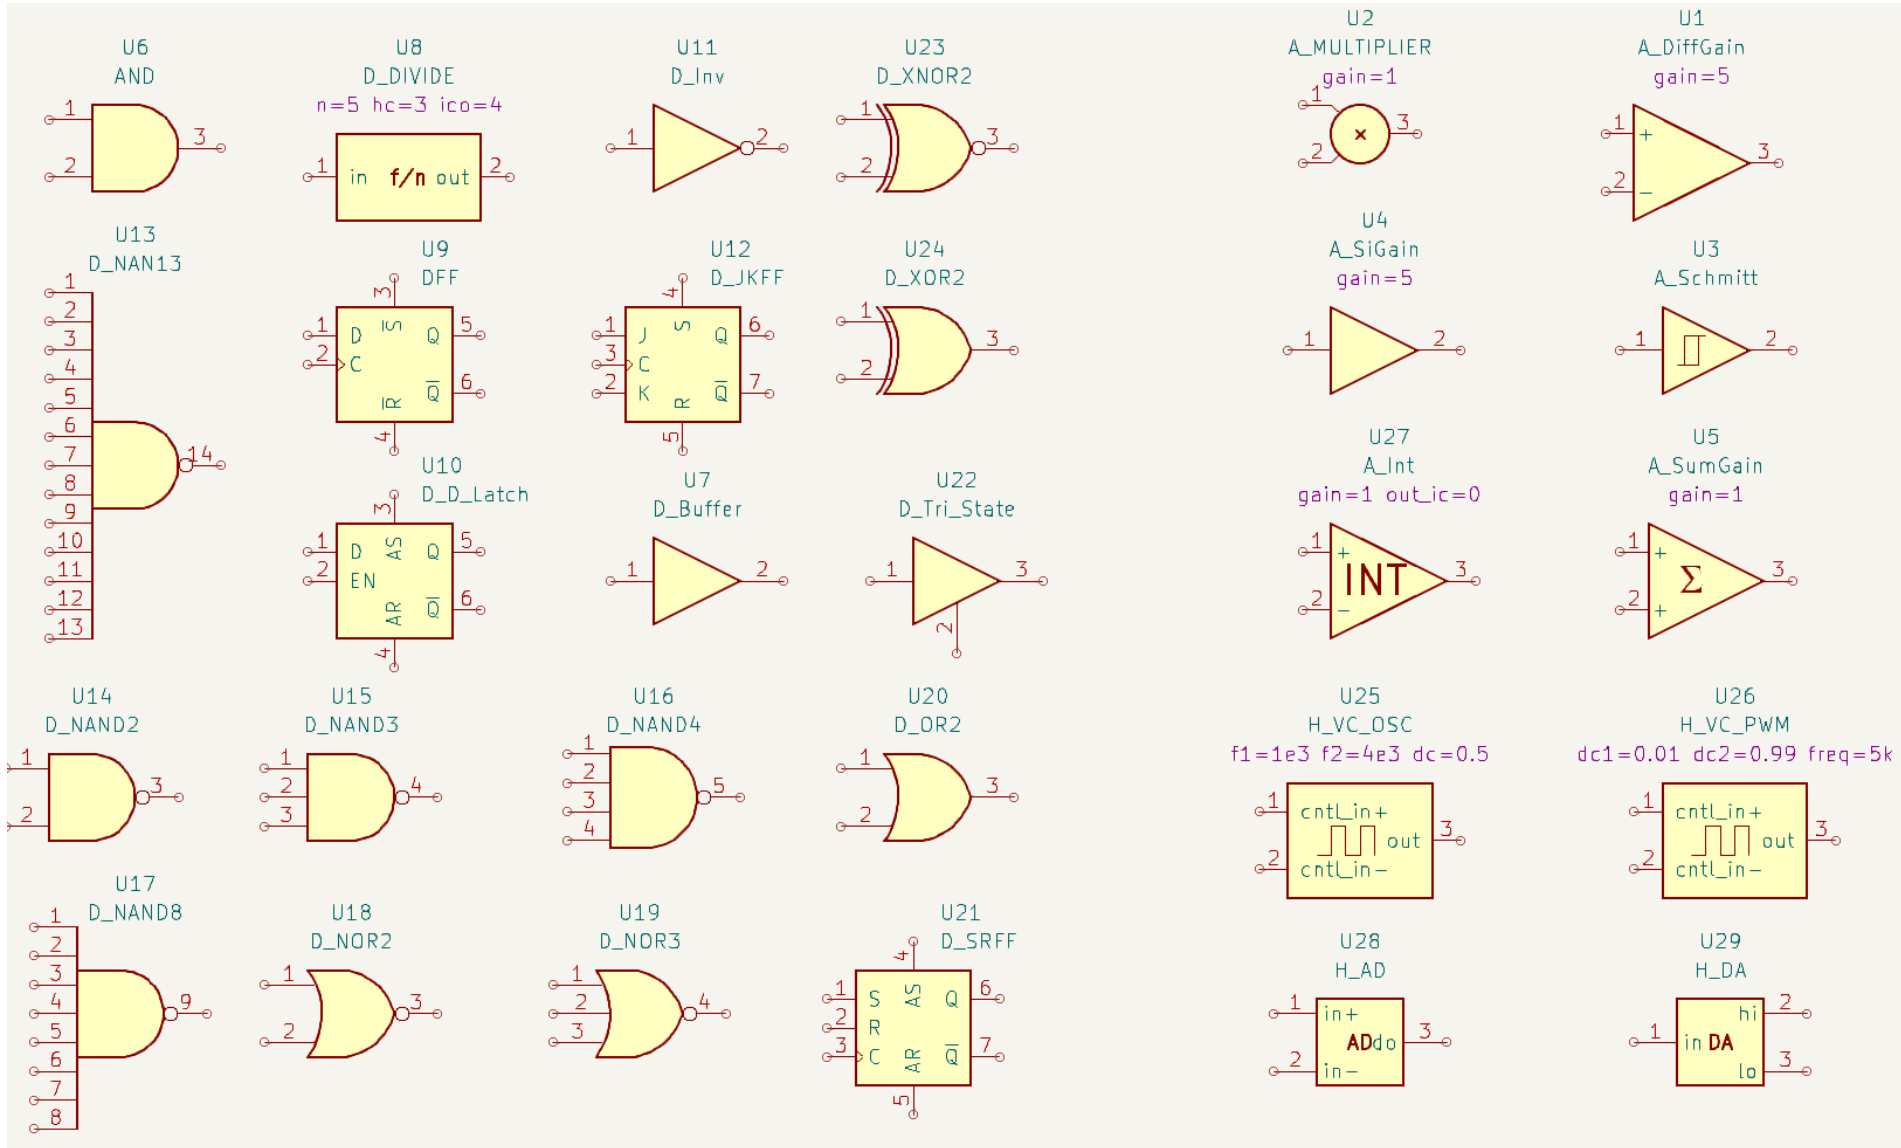 U6
AND
1
2
3
U8
D_DIVIDE
n=5 hc=3 ico=4
1
in f/n out
2
U11
D_Inv
1
2
U23
D_XNOR2
1
2
3
U2
A_MULTIPLIER
gain=1
1
2
×
3
U1
A_DiffGain
gain=5
1
+
2
−
3
U13
D_NAN13
1
2
3
4
5
6
7
8
9
10
11
12
13
14
U9
DFF
3
S
1
D
Q
5
2
C
R
Q
6
4
U12
D_JKFF
4
S
1
J
Q
6
3
C
2
K
R
Q
7
5
U24
D_XOR2
1
2
3
U4
A_SiGain
gain=5
1
2
U3
A_Schmitt
1
2
U10
D_D_Latch
3
1
D
AS
Q
5
2
EN
AR
Q
6
4
U7
D_Buffer
1
2
U22
D_Tri_State
1
3
2
U27
A_Int
gain=1 out_ic=0
1
+
INT
3
2
−
U5
A_SumGain
gain=1
1
+
Σ
3
2
+
U14
D_NAND2
1
2
3
U15
D_NAND3
1
2
3
4
U16
D_NAND4
1
2
3
4
5
U20
D_OR2
1
2
3
U25
H_VC_OSC
f1=1e3 f2=4e3 dc=0.5
1
cntl_in+
out
3
2
cntl_in−
U26
H_VC_PWM
dc1=0.01 dc2=0.99 freq=5k
1
cntl_in+
out
3
2
cntl_in−
U17
D_NAND8
1
2
3
4
5
6
7
8
9
U18
D_NOR2
1
2
3
U19
D_NOR3
1
2
3
4
U21
D_SRFF
4
1
S
AS
Q
6
2
R
3
C
AR
Q
7
5
U28
H_AD
1
in+
AD do
3
2
in−
U29
H_DA
hi
2
1
in DA
lo
3